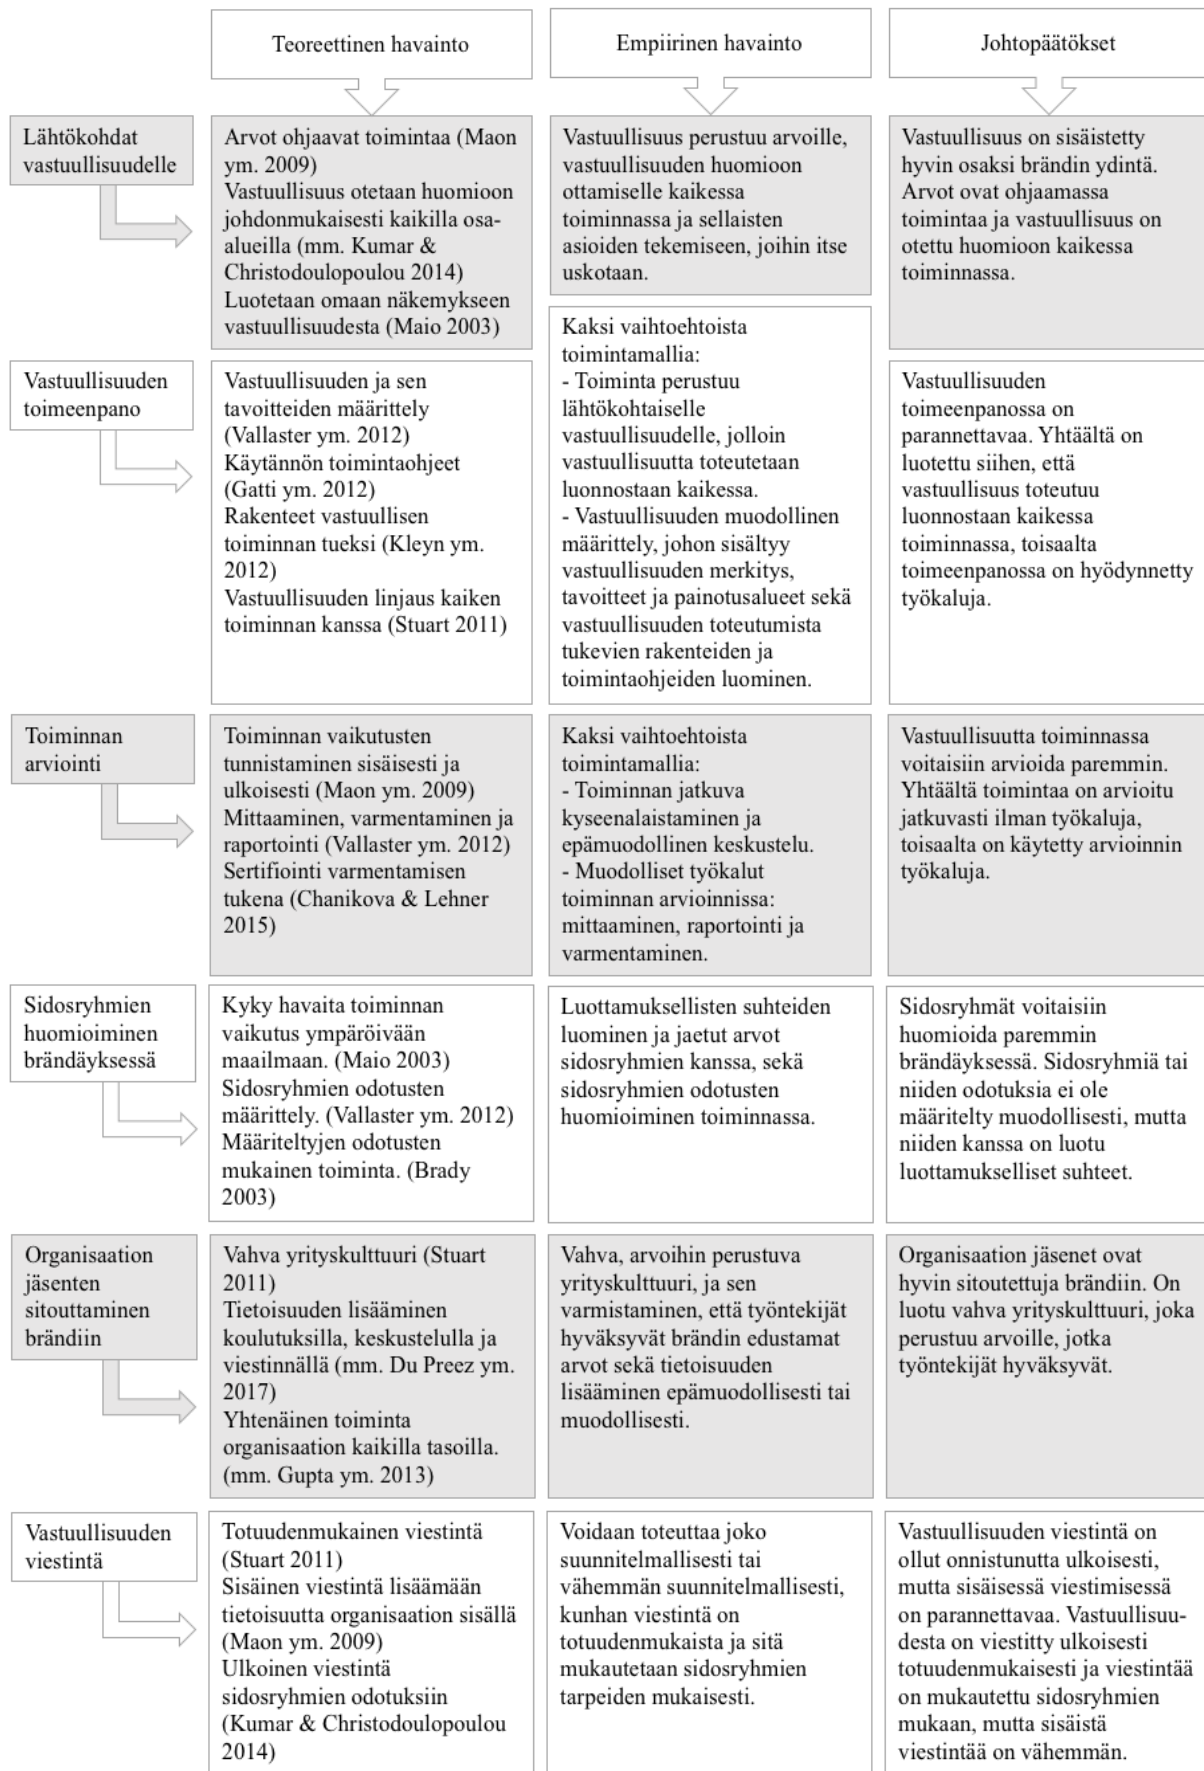 Teoreettinen havainto
Empiirinen havainto
Johtopäätökset
Lähtökohdat
vastuullisuudelle
Arvot ohjaavat toimintaa (Maon
ym. 2009)
Vastuullisuus otetaan huomioon
johdonmukaisesti kaikilla osa-
alueilla (mm. Kumar &
Christodoulopoulou 2014)
Luotetaan omaan näkemykseen
vastuullisuudesta (Maio 2003)
Vastuullisuus perustuu arvoille,
vastuullisuuden huomioon
ottamiselle kaikessa
toiminnassa ja sellaisten
asioiden tekemiseen, joihin itse
uskotaan.
Vastuullisuus on sisäistetty
hyvin osaksi brändin ydintä.
Arvot ovat ohjaamassa
toimintaa ja vastuullisuus on
otettu huomioon kaikessa
toiminnassa.
Vastuullisuuden
toimeenpano
Vastuullisuuden ja sen
tavoitteiden määrittely
(Vallaster ym. 2012)
Käytännön toimintaohjeet
(Gatti ym. 2012)
Rakenteet vastuullisen
toiminnan tueksi (Kleyn ym.
2012)
Vastuullisuuden linjaus kaiken
toiminnan kanssa (Stuart 2011)
Kaksi vaihtoehtoista
toimintamallia:
- Toiminta perustuu
lähtökohtaiselle
vastuullisuudelle, jolloin
vastuullisuutta toteutetaan
luonnostaan kaikessa.
- Vastuullisuuden muodollinen
määrittely, johon sisältyy
vastuullisuuden merkitys,
tavoitteet ja painotusalueet sekä
vastuullisuuden toteutumista
tukevien rakenteiden ja
toimintaohjeiden luominen.
Vastuullisuuden
toimeenpanossa on
parannettavaa. Yhtäältä on
luotettu siihen, että
vastuullisuus toteutuu
luonnostaan kaikessa
toiminnassa, toisaalta
toimeenpanossa on hyödynnetty
työkaluja.
Toiminnan
arviointi
Toiminnan vaikutusten
tunnistaminen sisäisesti ja
ulkoisesti (Maon ym. 2009)
Mittaaminen, varmentaminen ja
raportointi (Vallaster ym. 2012)
Sertifiointi varmentamisen
tukena (Chanikova & Lehner
2015)
Kaksi vaihtoehtoista
toimintamallia:
- Toiminnan jatkuva
kyseenalaistaminen ja
epämuodollinen keskustelu.
- Muodolliset työkalut
toiminnan arvioinnissa:
mittaaminen, raportointi ja
varmentaminen.
Vastuullisuutta toiminnassa
voitaisiin arvioida paremmin.
Yhtäältä toimintaa on arvioitu
jatkuvasti ilman työkaluja,
toisaalta on käytetty arvioinnin
työkaluja.
Sidosryhmien
huomioiminen
brändäyksessä
Kyky havaita toiminnan
vaikutus ympäröivään
maailmaan. (Maio 2003)
Sidosryhmien odotusten
määrittely. (Vallaster ym. 2012)
Määriteltyjen odotusten
mukainen toiminta. (Brady
2003)
Luottamuksellisten suhteiden
luominen ja jaetut arvot
sidosryhmien kanssa, sekä
sidosryhmien odotusten
huomioiminen toiminnassa.
Sidosryhmät voitaisiin
huomioida paremmin
brändäyksessä. Sidosryhmiä tai
niiden odotuksia ei ole
määritelty muodollisesti, mutta
niiden kanssa on luotu
luottamukselliset suhteet.
Organisaation
jäsenten
sitouttaminen
brändiin
Vahva yrityskulttuuri (Stuart
2011)
Tietoisuuden lisääminen
koulutuksilla, keskustelulla ja
viestinnällä (mm. Du Preez ym.
2017)
Yhtenäinen toiminta
organisaation kaikilla tasoilla.
(mm. Gupta ym. 2013)
Vahva, arvoihin perustuva
yrityskulttuuri, ja sen
varmistaminen, että työntekijät
hyväksyvät brändin edustamat
arvot sekä tietoisuuden
lisääminen epämuodollisesti tai
muodollisesti.
Organisaation jäsenet ovat
hyvin sitoutettuja brändiin. On
luotu vahva yrityskulttuuri, joka
perustuu arvoille, jotka
työntekijät hyväksyvät.
Vastuullisuuden
viestintä
Totuudenmukainen viestintä
(Stuart 2011)
Sisäinen viestintä lisäämään
tietoisuutta organisaation sisällä
(Maon ym. 2009)
Ulkoinen viestintä
sidosryhmien odotuksiin
(Kumar & Christodoulopoulou
2014)
Voidaan toteuttaa joko
suunnitelmallisesti tai
vähemmän suunnitelmallisesti,
kunhan viestintä on
totuudenmukaista ja sitä
mukautetaan sidosryhmien
tarpeiden mukaisesti.
Vastuullisuuden viestintä on
ollut onnistunutta ulkoisesti,
mutta sisäisessä viestimisessä
on parannettavaa. Vastuullisuu-
desta on viestitty ulkoisesti
totuudenmukaisesti ja viestintää
on mukautettu sidosryhmien
mukaan, mutta sisäistä
viestintää on vähemmän.